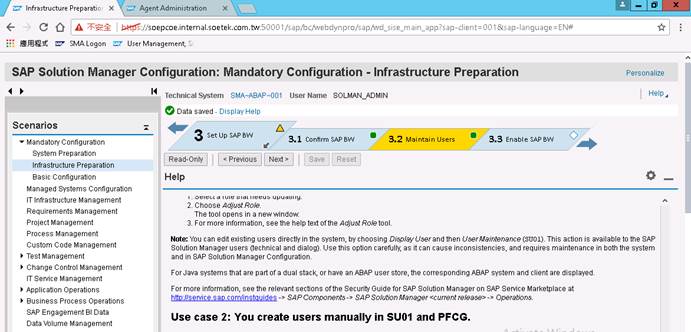 Infrastructure Preparation
Agent Administration
不安全
https://soepcoe.internal.soetek.com.tw:50001/sap/bc/webdynpro/sap/wd_sise_main_app?sap-client=001&sap-language=EN#
應用程式 SMA Logon User Management, S
SAP Solution Manager Configuration: Mandatory Configuration - Infrastructure Preparation
Personalize
Technical System SMA~ABAP~001 User Name SOLMAN_ADMIN
Help
Data saved - Display Help
Scenarios
Mandatory Configuration
System Preparation
Infrastructure Preparation
Basic Configuration
Managed Systems Configuration
IT Infrastructure Management
Requirements Management
Project Management
Process Management
Custom Code Management
Test Management
Change Control Management
IT Service Management
Application Operations
Business Process Operations
SAP Engagement BI Data
Data Volume Management
3 Set Up SAP BW
3.1 Confirm SAP BW
3.2 Maintain Users
3.3 Enable SAP BW
Read-Only < Previous Next > Save Reset
Help
1. Select a role that needs updating.
2. Choose Adjust Role.
The tool opens in a new window.
3. For more information, see the help text of the Adjust Role tool.
Note: You can edit existing users directly in the system, by choosing Display User and then User Maintenance (SU01). This action is available to the SAP
Solution Manager users (technical and dialog). Use this option carefully, as it can cause inconsistencies, and requires maintenance in both the system
and in SAP Solution Manager Configuration.
For Java systems that are part of a dual stack, or have an ABAP user store, the corresponding ABAP system and client are displayed.
For more information, see the relevant sections of the Security Guide for SAP Solution Manager on SAP Service Marketplace at
http://service.sap.com/instguides -> SAP Components -> SAP Solution Manager <current release> -> Operations.
Use case 2: You create users manually in SU01 and PFCG.